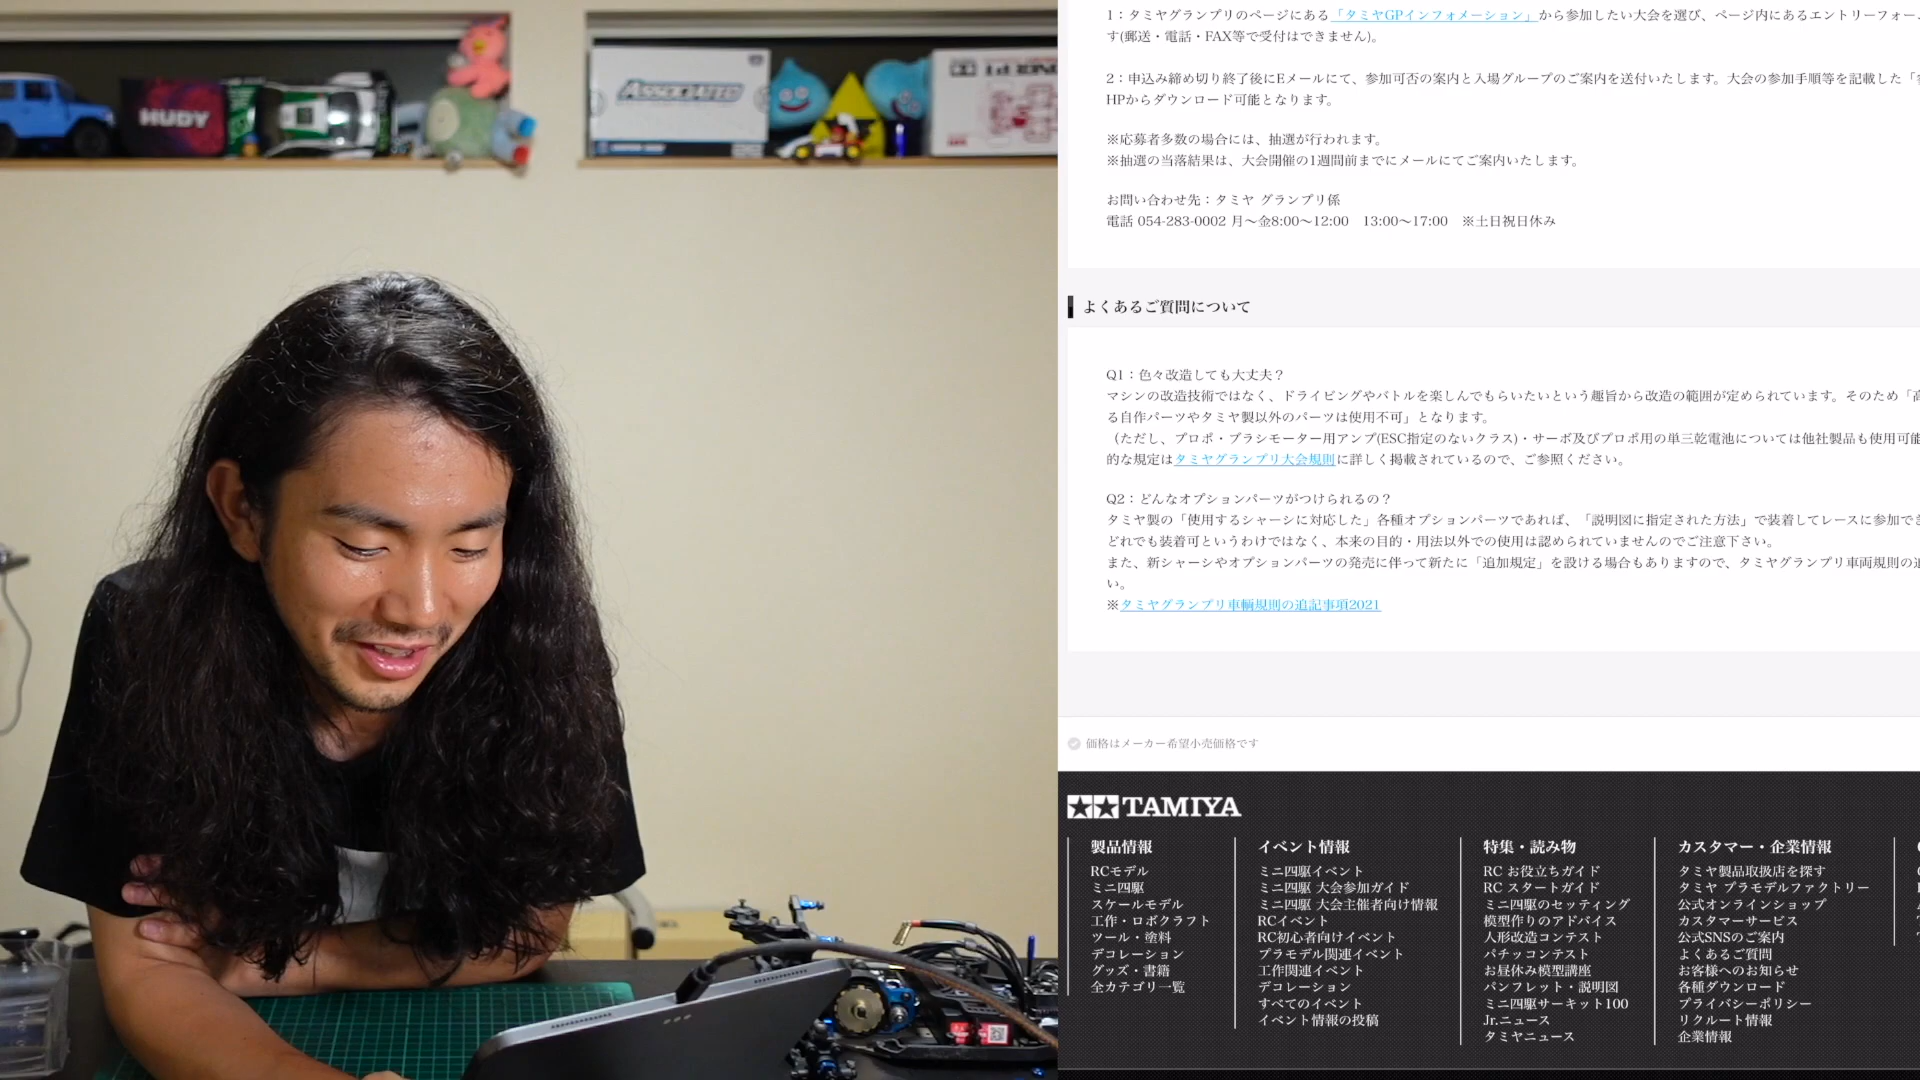 HUDY
ASSOCIATED
1：タミヤグランプリのページにある「タミヤGPインフォメーション」から参加したい大会を選び、ページ内にあるエントリーフォー
す(郵送・電話・FAX等で受付はできません)。
2：申込み締め切り終了後にEメールにて、参加可否の案内と入場グループのご案内を送付いたします。大会の参加手順等を記載した「
HPからダウンロード可能となります。
※応募者多数の場合には、抽選が行われます。
※抽選の当落結果は、大会開催の1週間前までにメールにてご案内いたします。
お問い合わせ先：タミヤ グランプリ係
電話 054-283-0002 月～金8:00～12:00　13:00～17:00　※土日祝日休み
よくあるご質問について
Q1：色々改造しても大丈夫？
マシンの改造技術ではなく、ドライビングやバトルを楽しんでもらいたいという趣旨から改造の範囲が定められています。そのため「
る自作パーツやタミヤ製以外のパーツは使用不可」となります。
（ただし、プロポ・ブラシモーター用アンプ(ESC指定のないクラス)・サーボ及びプロポ用の単三乾電池については他社製品も使用可能
的な規定はタミヤグランプリ大会規則に詳しく掲載されているので、ご参照ください。
Q2：どんなオプションパーツがつけられるの？
タミヤ製の「使用するシャーシに対応した」各種オプションパーツであれば、「説明図に指定された方法」で装着してレースに参加でき
どれでも装着可というわけではなく、本来の目的・用法以外での使用は認められていませんのでご注意下さい。
また、新シャーシやオプションパーツの発売に伴って新たに「追加規定」を設ける場合もありますので、タミヤグランプリ車両規則の追
い。
※タミヤグランプリ車輌規則の追記事項2021
価格はメーカー希望小売価格です
TAMIYA
製品情報
RCモデル
ミニ四駆
スケールモデル
工作・ロボクラフト
ツール・塗料
デコレーション
グッズ・書籍
全カテゴリ一覧
イベント情報
ミニ四駆イベント
ミニ四駆 大会参加ガイド
ミニ四駆 大会主催者向け情報
RCイベント
RC初心者向けイベント
プラモデル関連イベント
工作関連イベント
デコレーション
すべてのイベント
イベント情報の投稿
特集・読み物
RC お役立ちガイド
RC スタートガイド
ミニ四駆のセッティング
模型作りのアドバイス
人形改造コンテスト
パチッコンテスト
お昼休み模型講座
パンフレット・説明図
ミニ四駆サーキット100
Jr.ニュース
タミヤニュース
カスタマー・企業情報
タミヤ製品取扱店を探す
タミヤ プラモデルファクトリー
公式オンラインショップ
カスタマーサービス
公式SNSのご案内
よくあるご質問
お客様へのお知らせ
各種ダウンロード
プライバシーポリシー
リクルート情報
企業情報